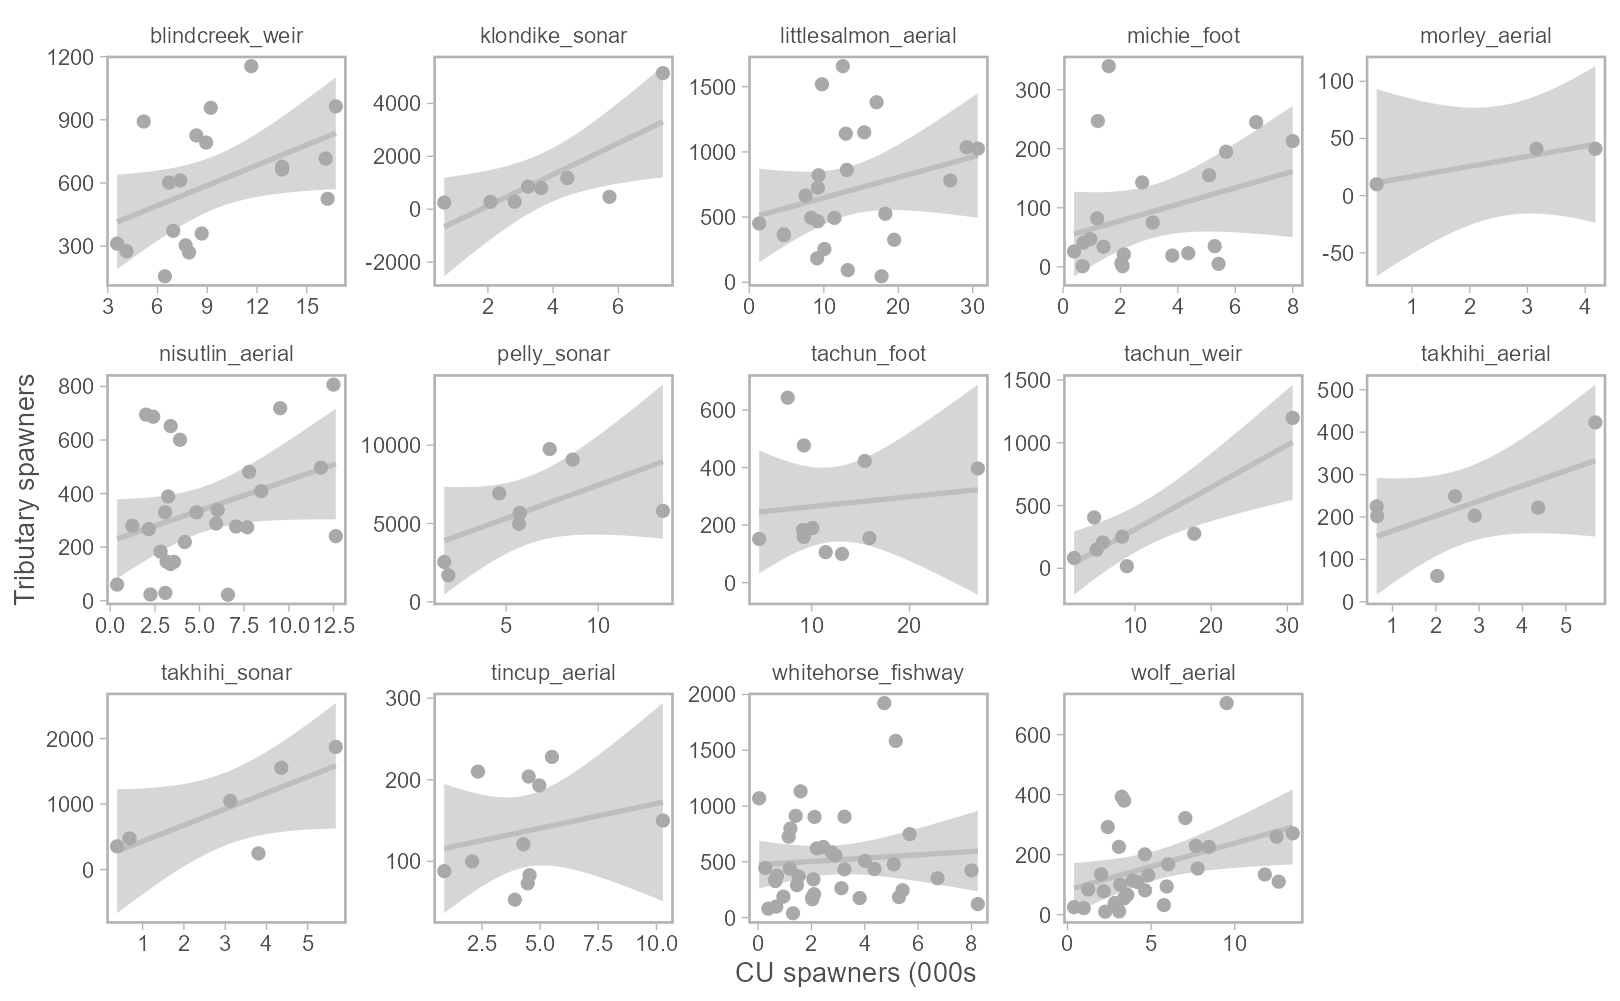 blindcreek_weir klondike_sonar littlesalmon_aerial michie_foot morley_aerial
1200 900 600 300
3 6 9 12 15
4000 2000 0 -2000
2 4 6
1500 1000 500 0
0 10 20 30
300 200 100 0
0 2 4 6 8
100 50 0 -50
1 2 3 4
Tributary spawners
nisutlin_aerial pelly_sonar tachun_foot tachun_weir takhihi_aerial
800 600 400 200 0
0.0 2.5 5.0 7.5 10.0 12.5
10000 5000 0
5 10
600 400 200 0
10 20
1500 1000 500 0
10 20 30
500 400 300 200 100 0
1 2 3 4 5
takhihi_sonar tincup_aerial whitehorse_fishway wolf_aerial
2000 1000 0
1 2 3 4 5
300 200 100
2.5 5.0 7.5 10.0
2000 1500 1000 500 0
0 2 4 6 8
600 400 200 0
0 5 10
CU spawners (000s